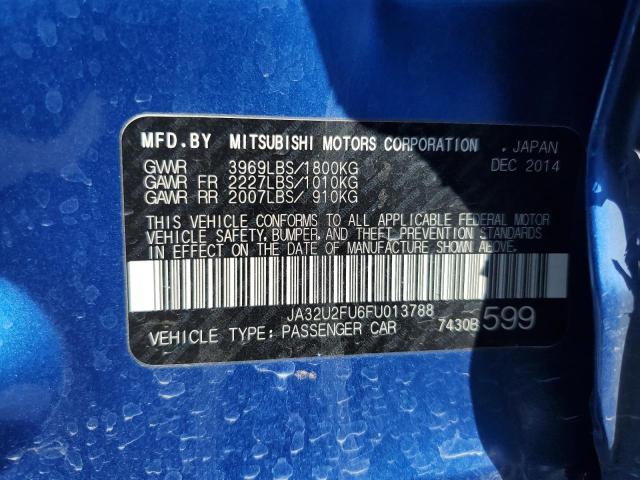 MFD.BY MITSUBISHI MOTORS CORPORATION . JAPAN
GVWR 3969LBS/1800KG DEC 2014
GAWR FR 2227LBS/1010KG
GAWR RR 2007LBS/ 910KG
THIS VEHICLE CONFORMS TO ALL APPLICABLE FEDERAL MOTOR
VEHICLE SAFETY, BUMPER, AND THEFT PREVENTION STANDARDS
IN EFFECT ON THE DATE OF MANUFACTURE SHOWN ABOVE.
JA32U2FU6FU013788
VEHICLE TYPE: PASSENGER CAR 7430B 599